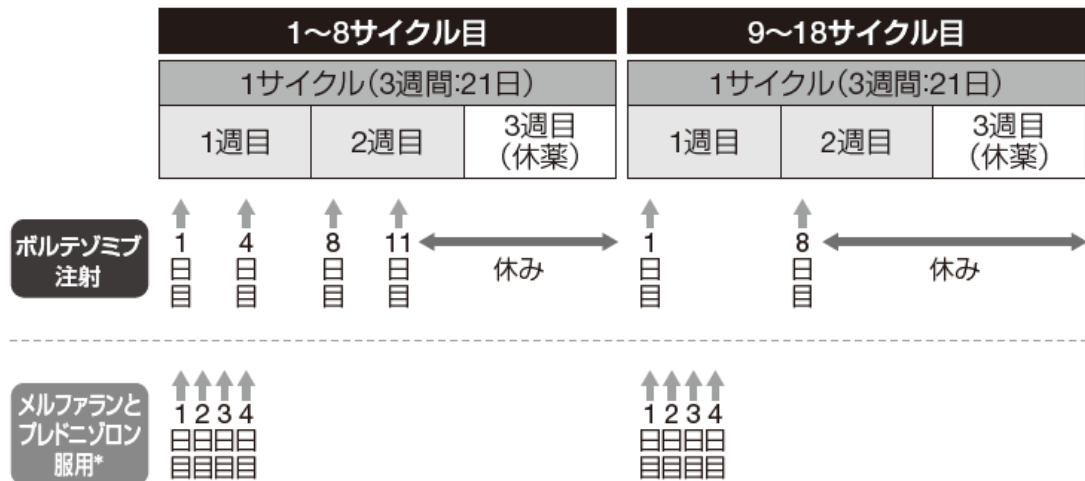 1～8サイクル目
9～18サイクル目
1サイクル(3週間:21日)
1サイクル(3週間:21日)
1週目
2週目
3週目
(休薬)
1週目
2週目
3週目
(休薬)
ボルテゾミブ
注射
1日目
4日目
8日目
11日目
休み
1日目
8日目
休み
メルファランと
プレドニゾロン
服用*
1日目
2日目
3日目
4日目
1日目
2日目
3日目
4日目